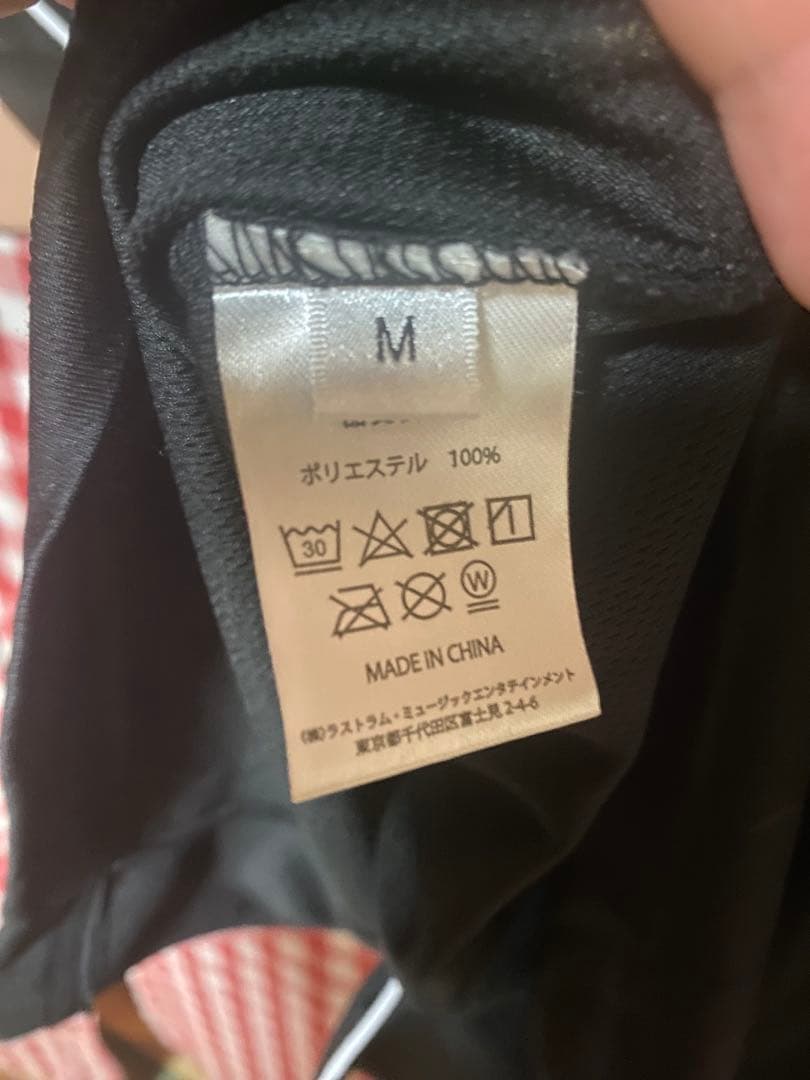 M
ポリエステル 100%
30
W
MADE IN CHINA
㈱ラストラム・ミュージックエンタテインメント
東京都千代田区富士見 2-4-6